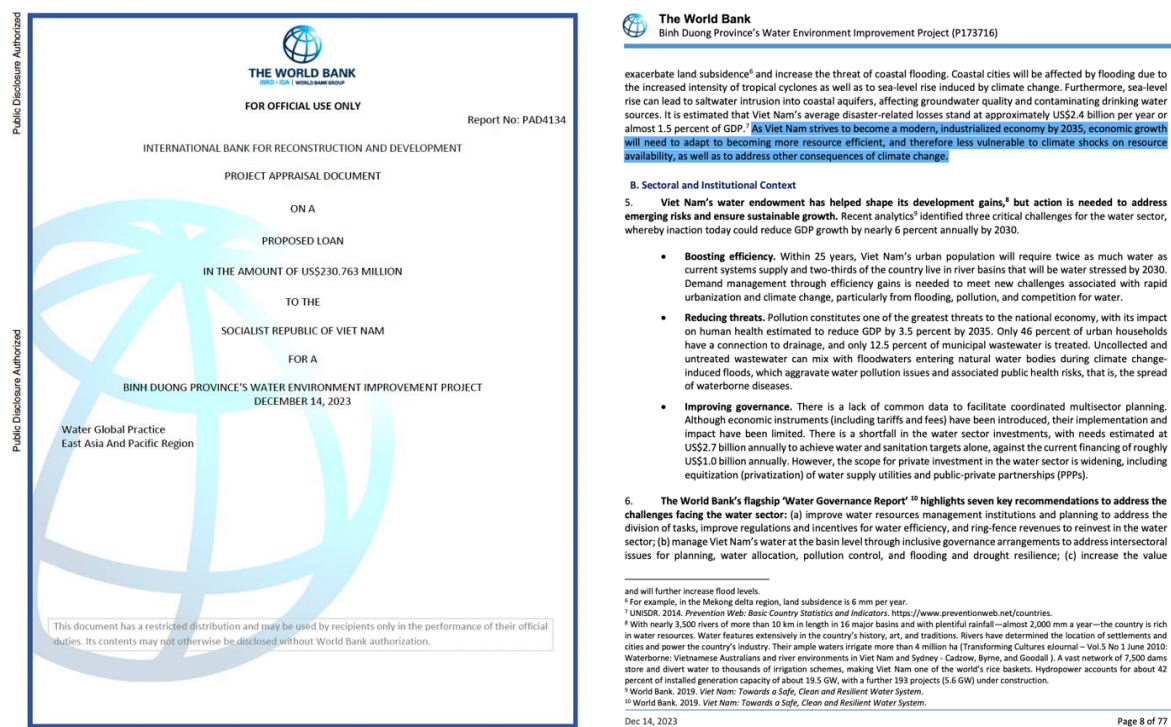 Public Disclosure Authorized
Public Disclosure Authorized
THE WORLD BANK
IBRD • IDA | WORLD BANK GROUP
FOR OFFICIAL USE ONLY
Report No: PAD4134
INTERNATIONAL BANK FOR RECONSTRUCTION AND DEVELOPMENT
PROJECT APPRAISAL DOCUMENT
ON A
PROPOSED LOAN
IN THE AMOUNT OF US$230.763 MILLION
TO THE
SOCIALIST REPUBLIC OF VIET NAM
FOR A
BINH DUONG PROVINCE'S WATER ENVIRONMENT IMPROVEMENT PROJECT
DECEMBER 14, 2023
Water Global Practice
East Asia And Pacific Region
This document has a restricted distribution and may be used by recipients only in the performance of their official
duties. Its contents may not otherwise be disclosed without World Bank authorization.
The World Bank
Binh Duong Province's Water Environment Improvement Project (P173716)
exacerbate land subsidence⁶ and increase the threat of coastal flooding. Coastal cities will be affected by flooding due to
the increased intensity of tropical cyclones as well as to sea-level rise induced by climate change. Furthermore, sea-level
rise can lead to saltwater intrusion into coastal aquifers, affecting groundwater quality and contaminating drinking water
sources. It is estimated that Viet Nam's average disaster-related losses stand at approximately US$2.4 billion per year or
almost 1.5 percent of GDP.⁷ As Viet Nam strives to become a modern, industrialized economy by 2035, economic growth
will need to adapt to becoming more resource efficient, and therefore less vulnerable to climate shocks on resource
availability, as well as to address other consequences of climate change.
B. Sectoral and Institutional Context
5. Viet Nam's water endowment has helped shape its development gains,⁸ but action is needed to address
emerging risks and ensure sustainable growth. Recent analytics⁹ identified three critical challenges for the water sector,
whereby inaction today could reduce GDP growth by nearly 6 percent annually by 2030.
• Boosting efficiency. Within 25 years, Viet Nam's urban population will require twice as much water as
current systems supply and two-thirds of the country live in river basins that will be water stressed by 2030.
Demand management through efficiency gains is needed to meet new challenges associated with rapid
urbanization and climate change, particularly from flooding, pollution, and competition for water.
• Reducing threats. Pollution constitutes one of the greatest threats to the national economy, with its impact
on human health estimated to reduce GDP by 3.5 percent by 2035. Only 46 percent of urban households
have a connection to drainage, and only 12.5 percent of municipal wastewater is treated. Uncollected and
untreated wastewater can mix with floodwaters entering natural water bodies during climate change-
induced floods, which aggravate water pollution issues and associated public health risks, that is, the spread
of waterborne diseases.
• Improving governance. There is a lack of common data to facilitate coordinated multisector planning.
Although economic instruments (including tariffs and fees) have been introduced, their implementation and
impact have been limited. There is a shortfall in the water sector investments, with needs estimated at
US$2.7 billion annually to achieve water and sanitation targets alone, against the current financing of roughly
US$1.0 billion annually. However, the scope for private investment in the water sector is widening, including
equitization (privatization) of water supply utilities and public-private partnerships (PPPs).
6. The World Bank's flagship 'Water Governance Report' ¹⁰ highlights seven key recommendations to address the
challenges facing the water sector: (a) improve water resources management institutions and planning to address the
division of tasks, improve regulations and incentives for water efficiency, and ring-fence revenues to reinvest in the water
sector; (b) manage Viet Nam's water at the basin level through inclusive governance arrangements to address intersectoral
issues for planning, water allocation, pollution control, and flooding and drought resilience; (c) increase the value
and will further increase flood levels.
⁶ For example, in the Mekong delta region, land subsidence is 6 mm per year.
⁷ UNISDR. 2014. Prevention Web: Basic Country Statistics and Indicators. https://www.preventionweb.net/countries.
⁸ With nearly 3,500 rivers of more than 10 km in length in 16 major basins and with plentiful rainfall—almost 2,000 mm a year—the country is rich
in water resources. Water features extensively in the country's history, art, and traditions. Rivers have determined the location of settlements and
cities and power the country's industry. Their ample waters irrigate more than 4 million ha (Transforming Cultures eJournal – Vol.5 No 1 June 2010:
Waterborne: Vietnamese Australians and river environments in Viet Nam and Sydney - Cadzow, Byrne, and Goodall ). A vast network of 7,500 dams
store and divert water to thousands of irrigation schemes, making Viet Nam one of the world's rice baskets. Hydropower accounts for about 42
percent of installed generation capacity of about 19.5 GW, with a further 193 projects (5.6 GW) under construction.
⁹ World Bank. 2019. Viet Nam: Towards a Safe, Clean and Resilient Water System.
¹⁰ World Bank. 2019. Viet Nam: Towards a Safe, Clean and Resilient Water System.
Dec 14, 2023
Page 8 of 77